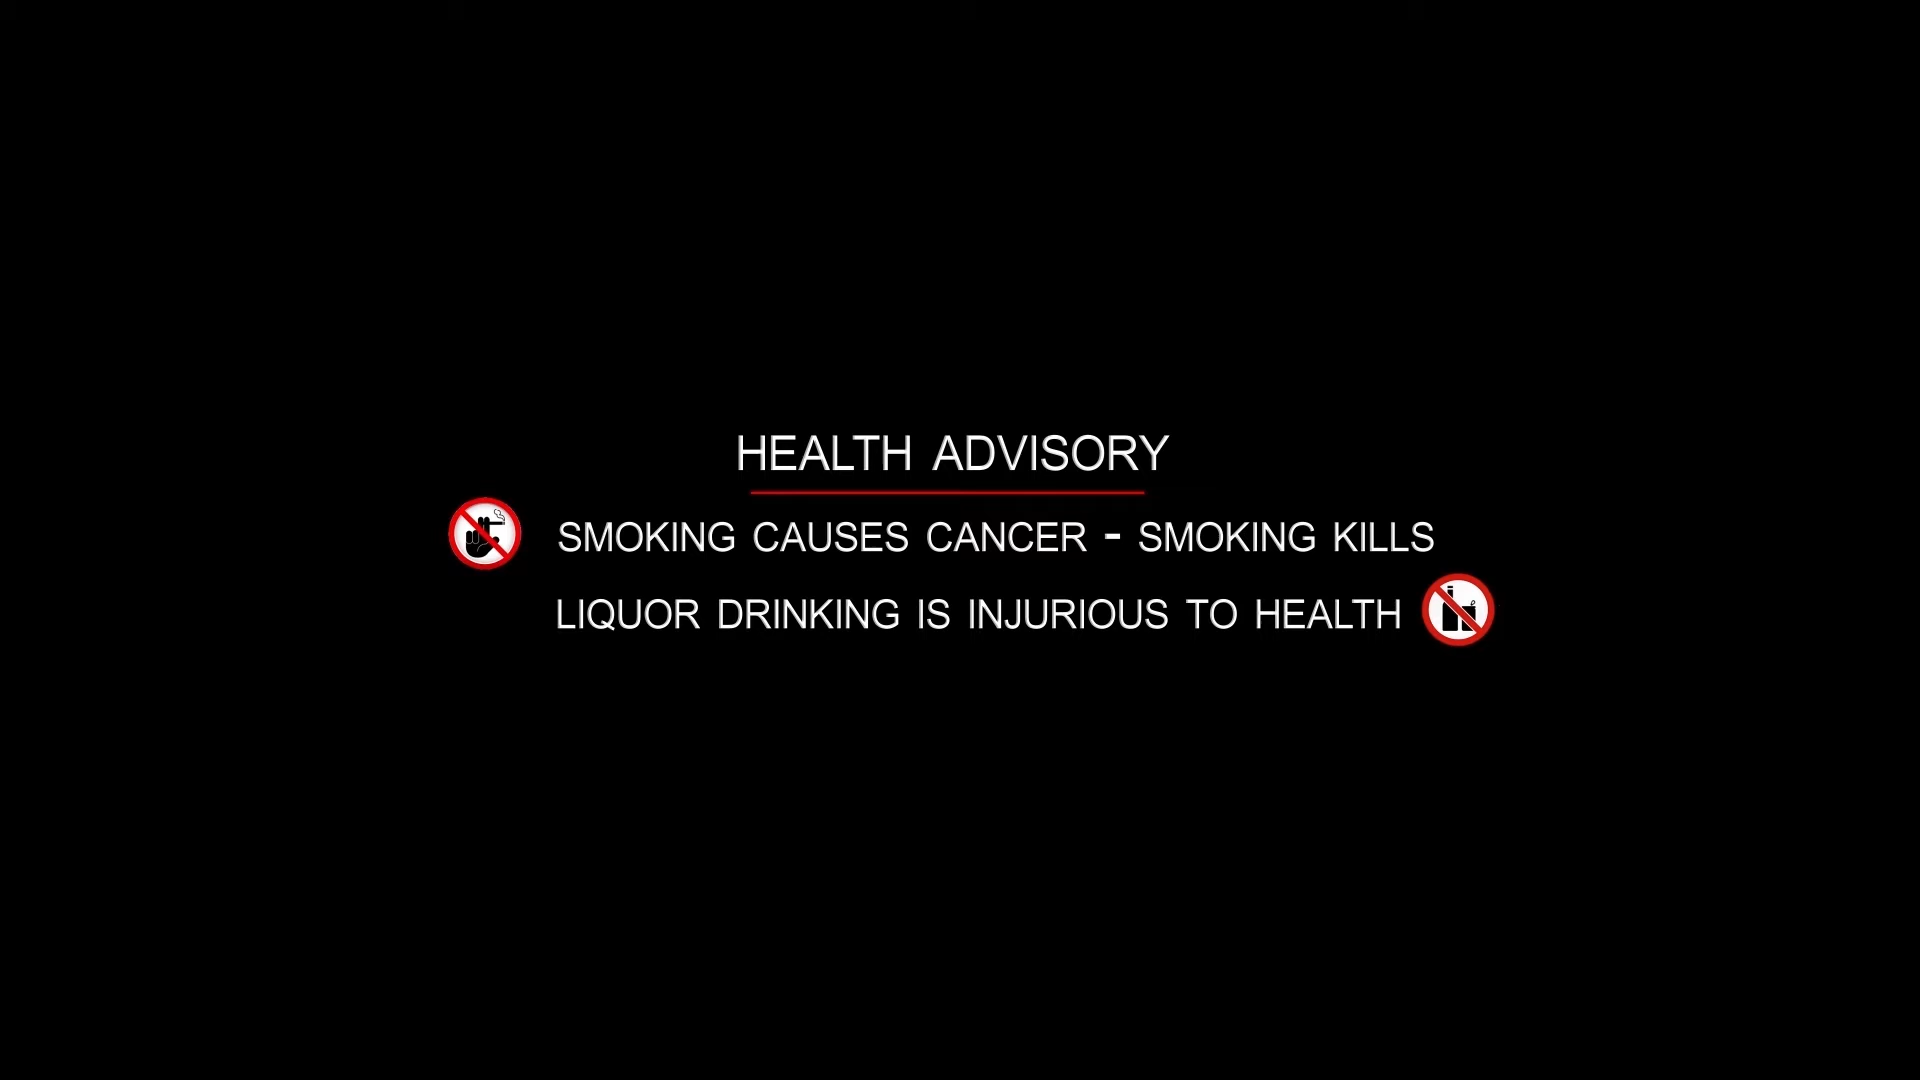 HEALTH ADVISORY
SMOKING CAUSES CANCER - SMOKING KILLS
LIQUOR DRINKING IS INJURIOUS TO HEALTH